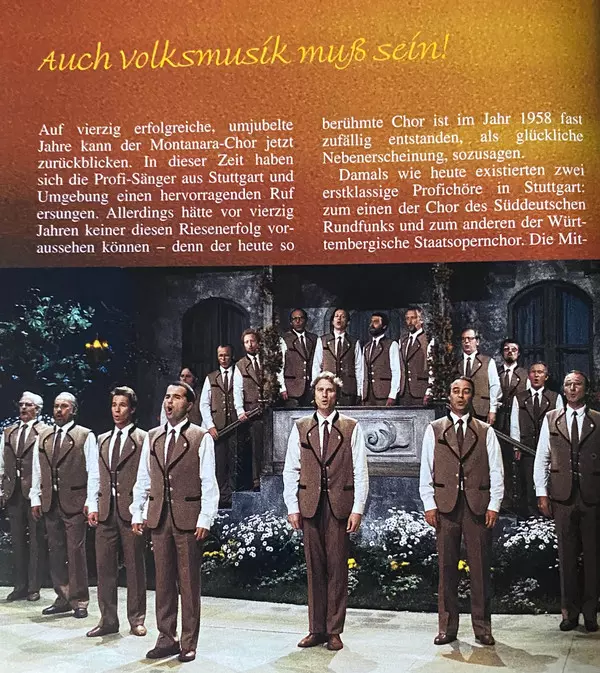 Auch volksmusik muß sein!
Auf vierzig erfolgreiche, umjubelte
Jahre kann der Montanara-Chor jetzt
zurückblicken. In dieser Zeit haben
sich die Profi-Sänger aus Stuttgart und
Umgebung einen hervorragenden Ruf
ersungen. Allerdings hätte vor vierzig
Jahren keiner diesen Riesenerfolg vor-
aussehen können – denn der heute so
berühmte Chor ist im Jahr 1958 fast
zufällig entstanden, als glückliche
Nebenerscheinung, sozusagen.
Damals wie heute existierten zwei
erstklassige Profichöre in Stuttgart:
zum einen der Chor des Süddeutschen
Rundfunks und zum anderen der Würt-
tembergische Staatsopernchor. Die Mit-